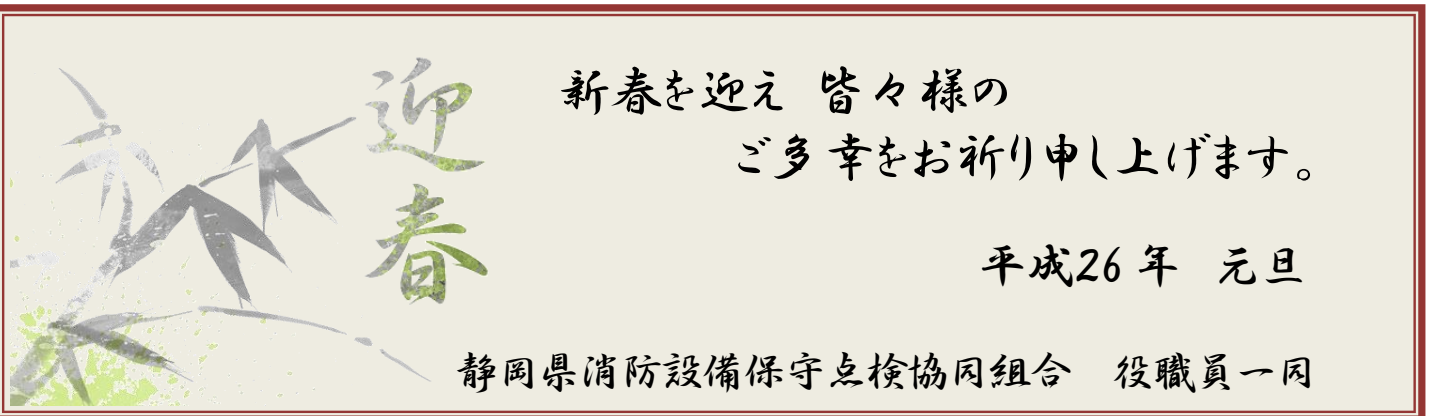 迎春
新春を迎え 皆々様の
ご多幸をお祈り申し上げます。
平成26年 元旦
静岡県消防設備保守点検協同組合 役職員一同